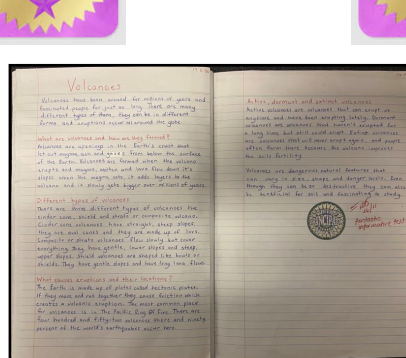 Volcanoes
Volcanoes have been around for millions of years and
fascinated people for just as long. There are many
different types of them, they can be in different
forms and eruptions occur all around the globe.
What are volcanoes and how are they formed?
Volcanoes are openings in the Earth's crust that
let out magma, ash and gas from below the surface
of the Earth. Volcanoes are formed when the volcano
erupts and magma, ash and lava flow down it's
slopes when the magma sets, it adds layers to the
volcano and it slowly gets bigger over millions of years.
Different types of volcanoes
There are three different types of volcanoes the
cinder cone, shield and strato or composite volcano.
Cinder cone volcanoes have straight, steep slopes,
they are oval cones and they are made up of lava.
Composite or strato volcanoes flow slowly but cover
everything. They have gentle, lower slopes and steep
upper slopes. Shield volcanoes are shaped like bowls or
shields. They have gentle slopes and have long lava flows.
What causes eruptions and their locations?
The Earth is made up of plates called tectonic plates.
If they move and rub together they cause friction which
creates a volcanic eruption. The most common place
for volcanoes is in The Pacific Ring Of Fire. There are
four hundred and fifty-two volcanoes there and ninety
percent of the world's earthquakes occur here.
Active, dormant and extinct volcanoes
Active volcanoes are volcanoes that can erupt at
anytime and have been erupting lately. Dormant
volcanoes are volcanoes that haven't erupted for
a long time but still could erupt. Extinct volcanoes
are volcanoes that will never erupt again and people
often farm there because the volcano improves
the soils fertility.
Volcanoes are dangerous, natural features that
can vary in size, shape and danger levels. Even
though they can be so destructive they can also
be beneficial for soil and fascinating to study.
fantastic
informative text